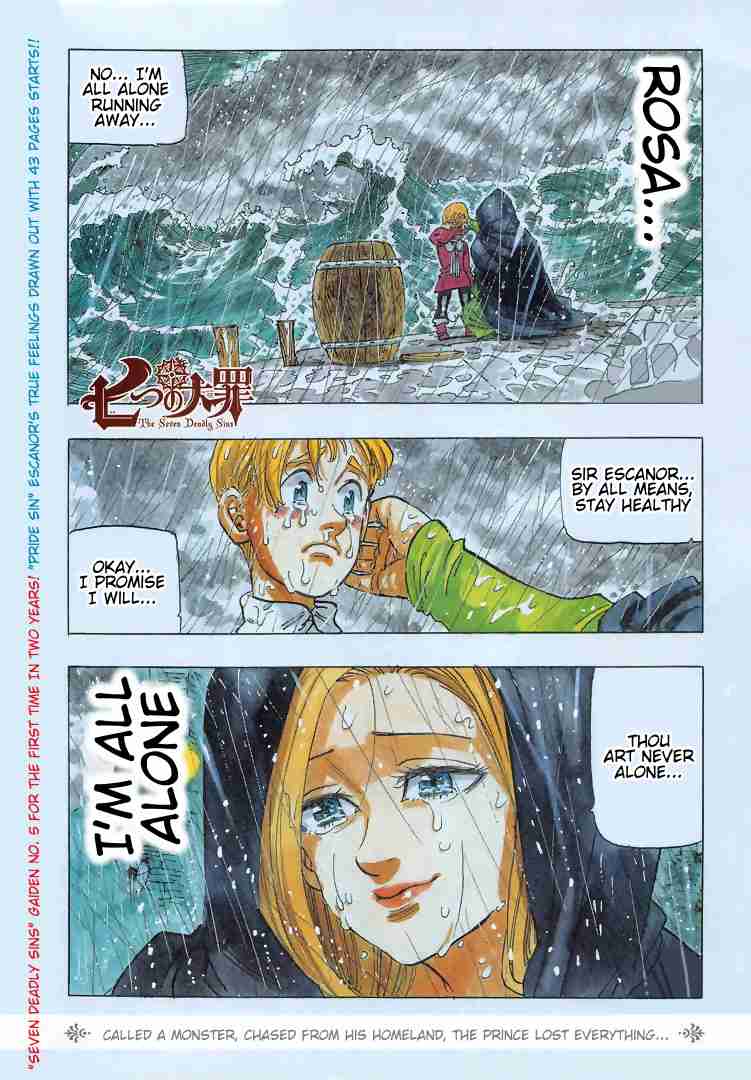 "SEVEN DEADLY SINS" GAIDEN NO. 5 FOR THE FIRST TIME IN TWO YEARS! "PRIDE SIN" ESCANOR'S TRUE FEELINGS DRAWN OUT WITH 43 PAGES STARTS!!
ROSA...
NO... I'M
ALL ALONE
RUNNING
AWAY...
七つの大罪
The Seven Deadly Sins
SIR ESCANOR...
BY ALL MEANS,
STAY HEALTHY
OKAY...
I PROMISE
I WILL...
THOU
ART NEVER
ALONE...
I'M ALL
ALONE
CALLED A MONSTER, CHASED FROM HIS HOMELAND, THE PRINCE LOST EVERYTHING...